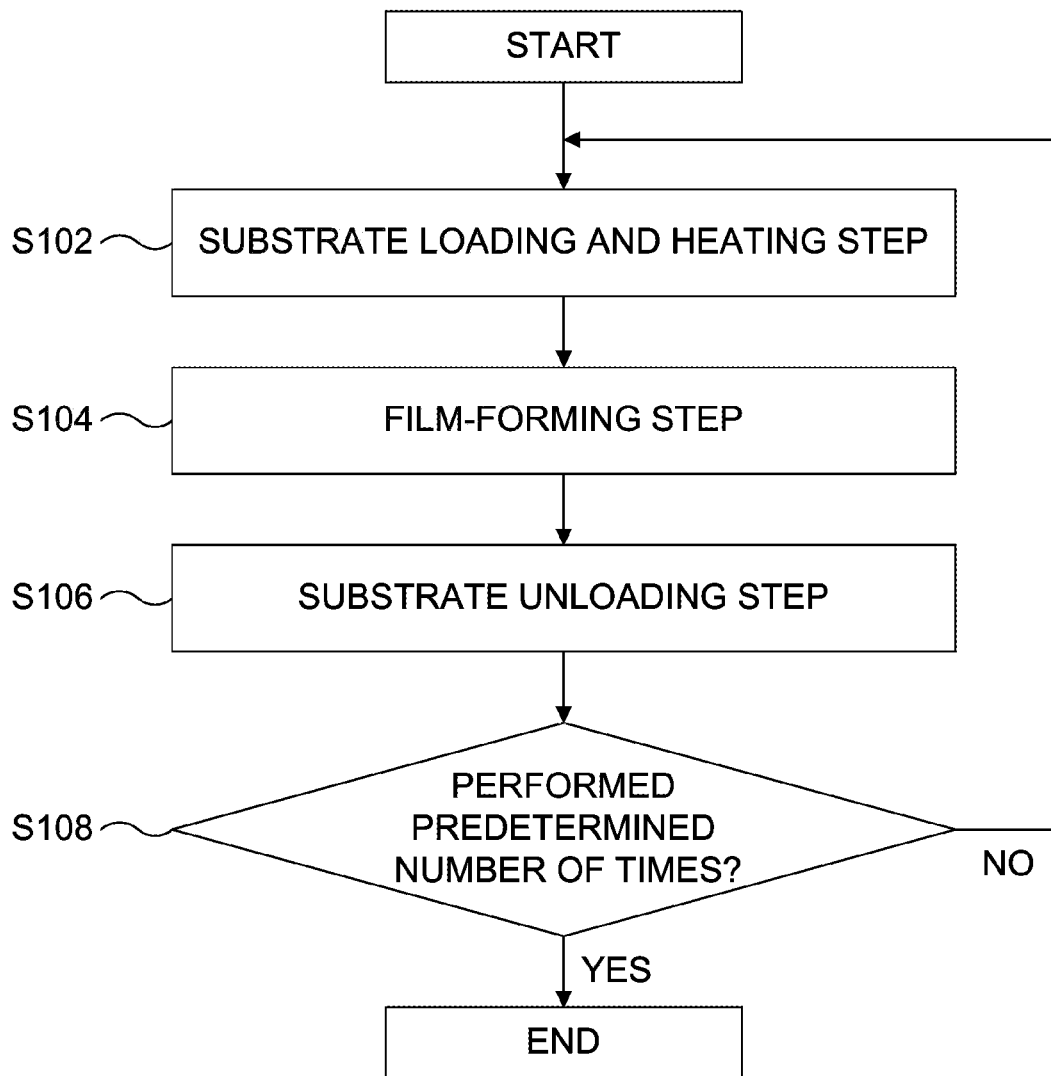 START
S102
SUBSTRATE LOADING AND HEATING STEP
S104
FILM-FORMING STEP
S106
SUBSTRATE UNLOADING STEP
S108
PERFORMED
PREDETERMINED
NUMBER OF TIMES?
NO
YES
END